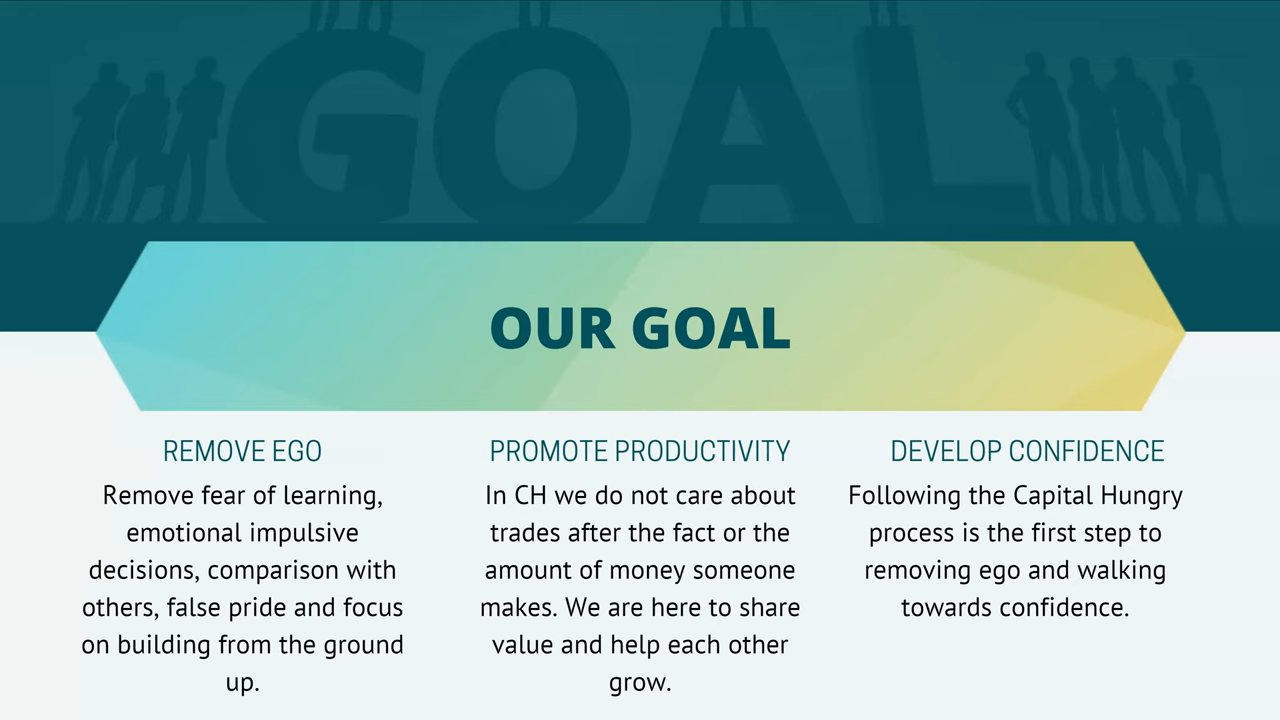 GOAL
OUR GOAL
REMOVE EGO
Remove fear of learning,
emotional impulsive
decisions, comparison with
others, false pride and focus
on building from the ground
up.
PROMOTE PRODUCTIVITY
In CH we do not care about
trades after the fact or the
amount of money someone
makes. We are here to share
value and help each other
grow.
DEVELOP CONFIDENCE
Following the Capital Hungry
process is the first step to
removing ego and walking
towards confidence.